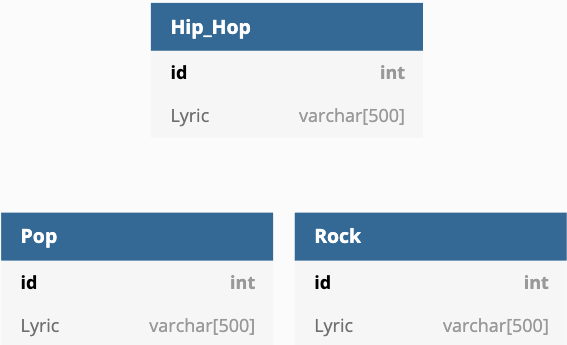 Hip_Hop
id int
Lyric varchar[500]
Pop
id int
Lyric varchar[500]
Rock
id int
Lyric varchar[500]